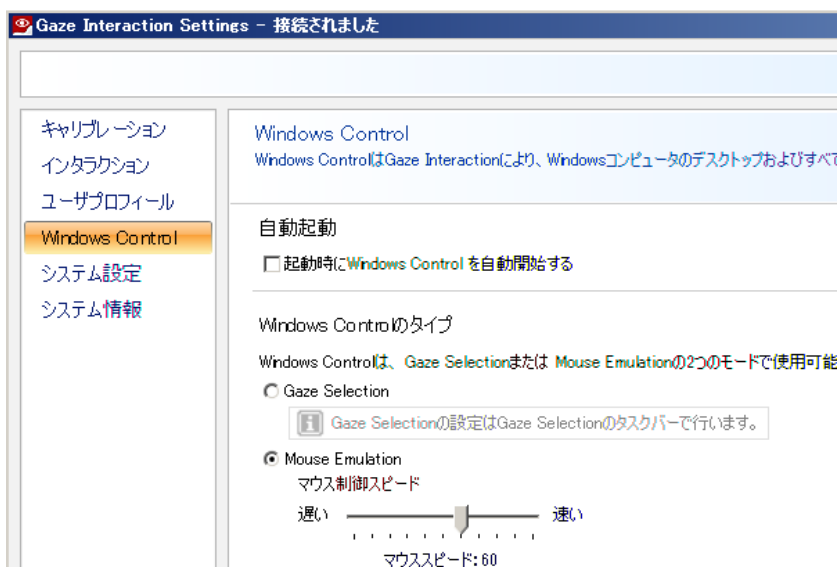 Gaze Interaction Settings - 接続されました
キャリブレーション
インタラクション
ユーザプロフィール
Windows Control
システム設定
システム情報
Windows Control
Windows ControlはGaze Interactionにより、Windowsコンピュータのデスクトップおよびすべて
自動起動
起動時にWindows Control を自動開始する
Windows Controlのタイプ
Windows Controlは、Gaze Selectionまたは Mouse Emulationの2つのモードで使用可能
Gaze Selection
Gaze Selectionの設定はGaze Selectionのタスクバーで行います。
Mouse Emulation
マウス制御スピード
遅い 速い
マウススピード: 60